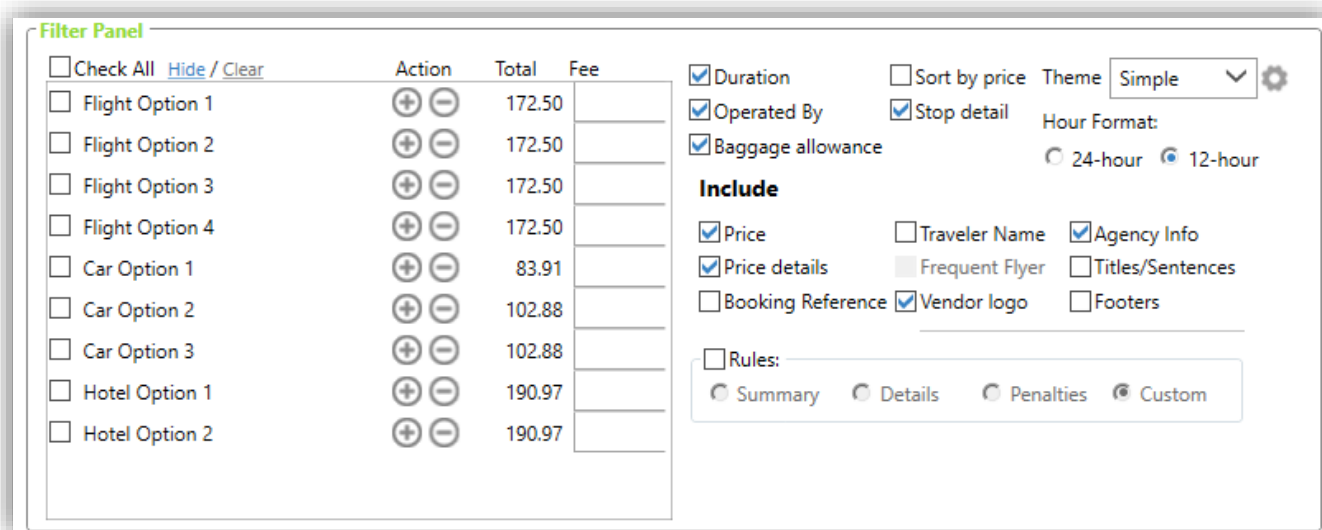 Filter Panel
Check All Hide / Clear Action Total Fee
Flight Option 1 172.50
Flight Option 2 172.50
Flight Option 3 172.50
Flight Option 4 172.50
Car Option 1 83.91
Car Option 2 102.88
Car Option 3 102.88
Hotel Option 1 190.97
Hotel Option 2 190.97
Duration Sort by price Theme Simple
Operated By Stop detail Hour Format:
Baggage allowance 24-hour 12-hour
Include
Price Traveler Name Agency Info
Price details Frequent Flyer Titles/Sentences
Booking Reference Vendor logo Footers
Rules:
Summary Details Penalties Custom